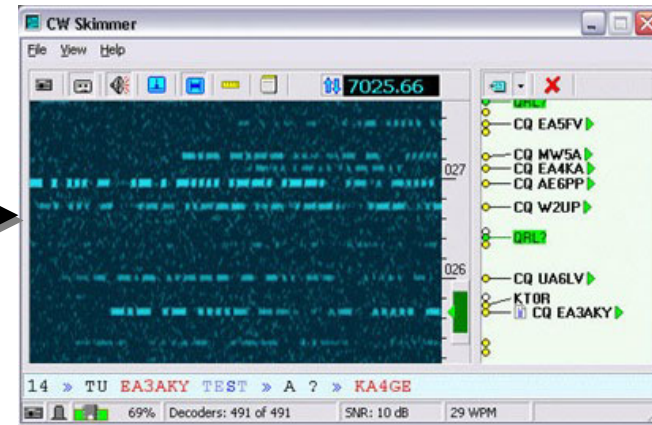 CW Skimmer
File View Help
7025.66
QRL?
CQ EA5FV
CQ MW5A
027
CQ EA4KA
CQ AE6PP
CQ W2UP
QRL?
026
CQ UA6LV
KT0R
CQ EA3AKY
14 » TU EA3AKY TEST » A ? » KA4GE
69% Decoders: 491 of 491 SNR: 10 dB 29 WPM